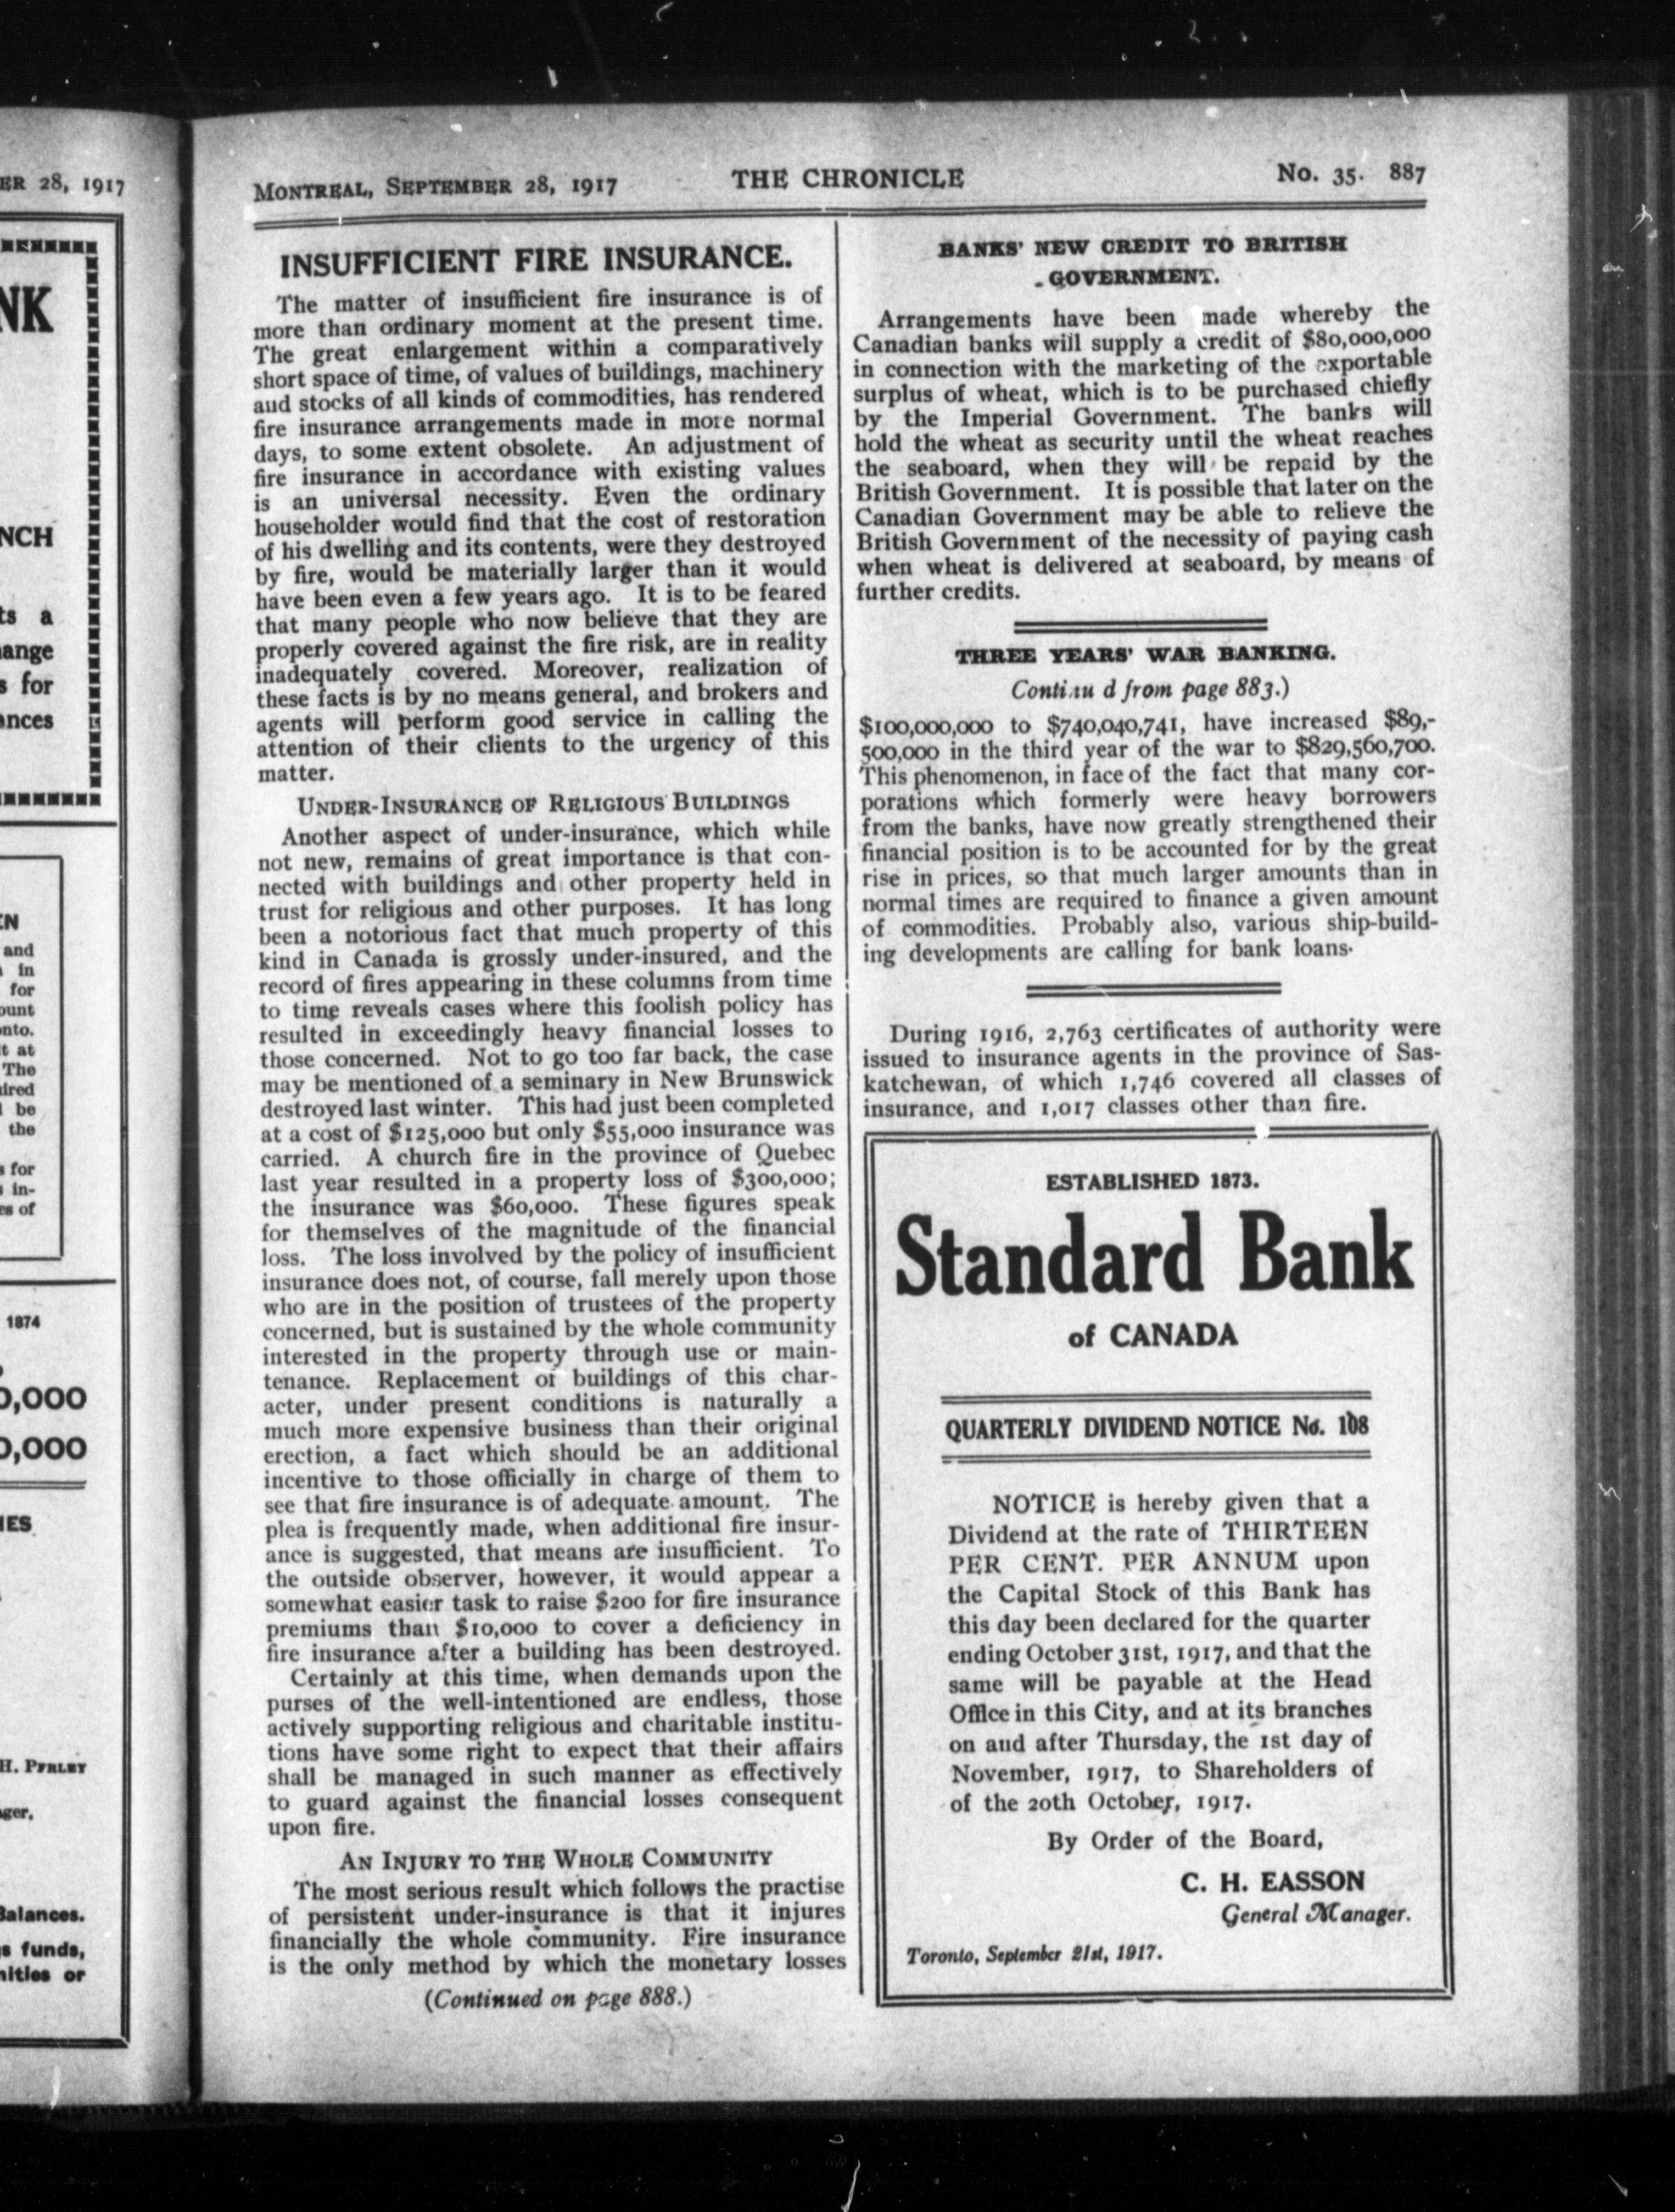 ER 28, 1917
NK
NCH
ts a
ange
s for
ances
EN
and
in
for
ount
onto.
t at
The
uired
be
the
s for
in-
es of
1874
0,000
0,000
IES
H. PERLEY
ager,
Balances.
s funds,
nities or
MONTREAL, SEPTEMBER 28, 1917 THE CHRONICLE No. 35. 887
INSUFFICIENT FIRE INSURANCE.
The matter of insufficient fire insurance is of
more than ordinary moment at the present time.
The great enlargement within a comparatively
short space of time, of values of buildings, machinery
and stocks of all kinds of commodities, has rendered
fire insurance arrangements made in more normal
days, to some extent obsolete. An adjustment of
fire insurance in accordance with existing values
is an universal necessity. Even the ordinary
householder would find that the cost of restoration
of his dwelling and its contents, were they destroyed
by fire, would be materially larger than it would
have been even a few years ago. It is to be feared
that many people who now believe that they are
properly covered against the fire risk, are in reality
inadequately covered. Moreover, realization of
these facts is by no means general, and brokers and
agents will perform good service in calling the
attention of their clients to the urgency of this
matter.
UNDER-INSURANCE OF RELIGIOUS BUILDINGS
Another aspect of under-insurance, which while
not new, remains of great importance is that con-
nected with buildings and other property held in
trust for religious and other purposes. It has long
been a notorious fact that much property of this
kind in Canada is grossly under-insured, and the
record of fires appearing in these columns from time
to time reveals cases where this foolish policy has
resulted in exceedingly heavy financial losses to
those concerned. Not to go too far back, the case
may be mentioned of a seminary in New Brunswick
destroyed last winter. This had just been completed
at a cost of $125,000 but only $55,000 insurance was
carried. A church fire in the province of Quebec
last year resulted in a property loss of $300,000;
the insurance was $60,000. These figures speak
for themselves of the magnitude of the financial
loss. The loss involved by the policy of insufficient
insurance does not, of course, fall merely upon those
who are in the position of trustees of the property
concerned, but is sustained by the whole community
interested in the property through use or main-
tenance. Replacement of buildings of this char-
acter, under present conditions is naturally a
much more expensive business than their original
erection, a fact which should be an additional
incentive to those officially in charge of them to
see that fire insurance is of adequate amount. The
plea is frequently made, when additional fire insur-
ance is suggested, that means are insufficient. To
the outside observer, however, it would appear a
somewhat easier task to raise $200 for fire insurance
premiums than $10,000 to cover a deficiency in
fire insurance after a building has been destroyed.
Certainly at this time, when demands upon the
purses of the well-intentioned are endless, those
actively supporting religious and charitable institu-
tions have some right to expect that their affairs
shall be managed in such manner as effectively
to guard against the financial losses consequent
upon fire.
AN INJURY TO THE WHOLE COMMUNITY
The most serious result which follows the practise
of persistent under-insurance is that it injures
financially the whole community. Fire insurance
is the only method by which the monetary losses
(Continued on page 888.)
BANKS' NEW CREDIT TO BRITISH
GOVERNMENT.
Arrangements have been made whereby the
Canadian banks will supply a credit of $80,000,000
in connection with the marketing of the exportable
surplus of wheat, which is to be purchased chiefly
by the Imperial Government. The banks will
hold the wheat as security until the wheat reaches
the seaboard, when they will be repaid by the
British Government. It is possible that later on the
Canadian Government may be able to relieve the
British Government of the necessity of paying cash
when wheat is delivered at seaboard, by means of
further credits.
THREE YEARS' WAR BANKING.
Continu d from page 883.)
$100,000,000 to $740,040,741, have increased $89,-
500,000 in the third year of the war to $829,560,700.
This phenomenon, in face of the fact that many cor-
porations which formerly were heavy borrowers
from the banks, have now greatly strengthened their
financial position is to be accounted for by the great
rise in prices, so that much larger amounts than in
normal times are required to finance a given amount
of commodities. Probably also, various ship-build-
ing developments are calling for bank loans.
During 1916, 2,763 certificates of authority were
issued to insurance agents in the province of Sas-
katchewan, of which 1,746 covered all classes of
insurance, and 1,017 classes other than fire.
ESTABLISHED 1873.
Standard Bank
of CANADA
QUARTERLY DIVIDEND NOTICE No. 108
NOTICE is hereby given that a
Dividend at the rate of THIRTEEN
PER CENT. PER ANNUM upon
the Capital Stock of this Bank has
this day been declared for the quarter
ending October 31st, 1917, and that the
same will be payable at the Head
Office in this City, and at its branches
on and after Thursday, the 1st day of
November, 1917, to Shareholders of
of the 20th October, 1917.
By Order of the Board,
C. H. EASSON
General Manager.
Toronto, September 21st, 1917.